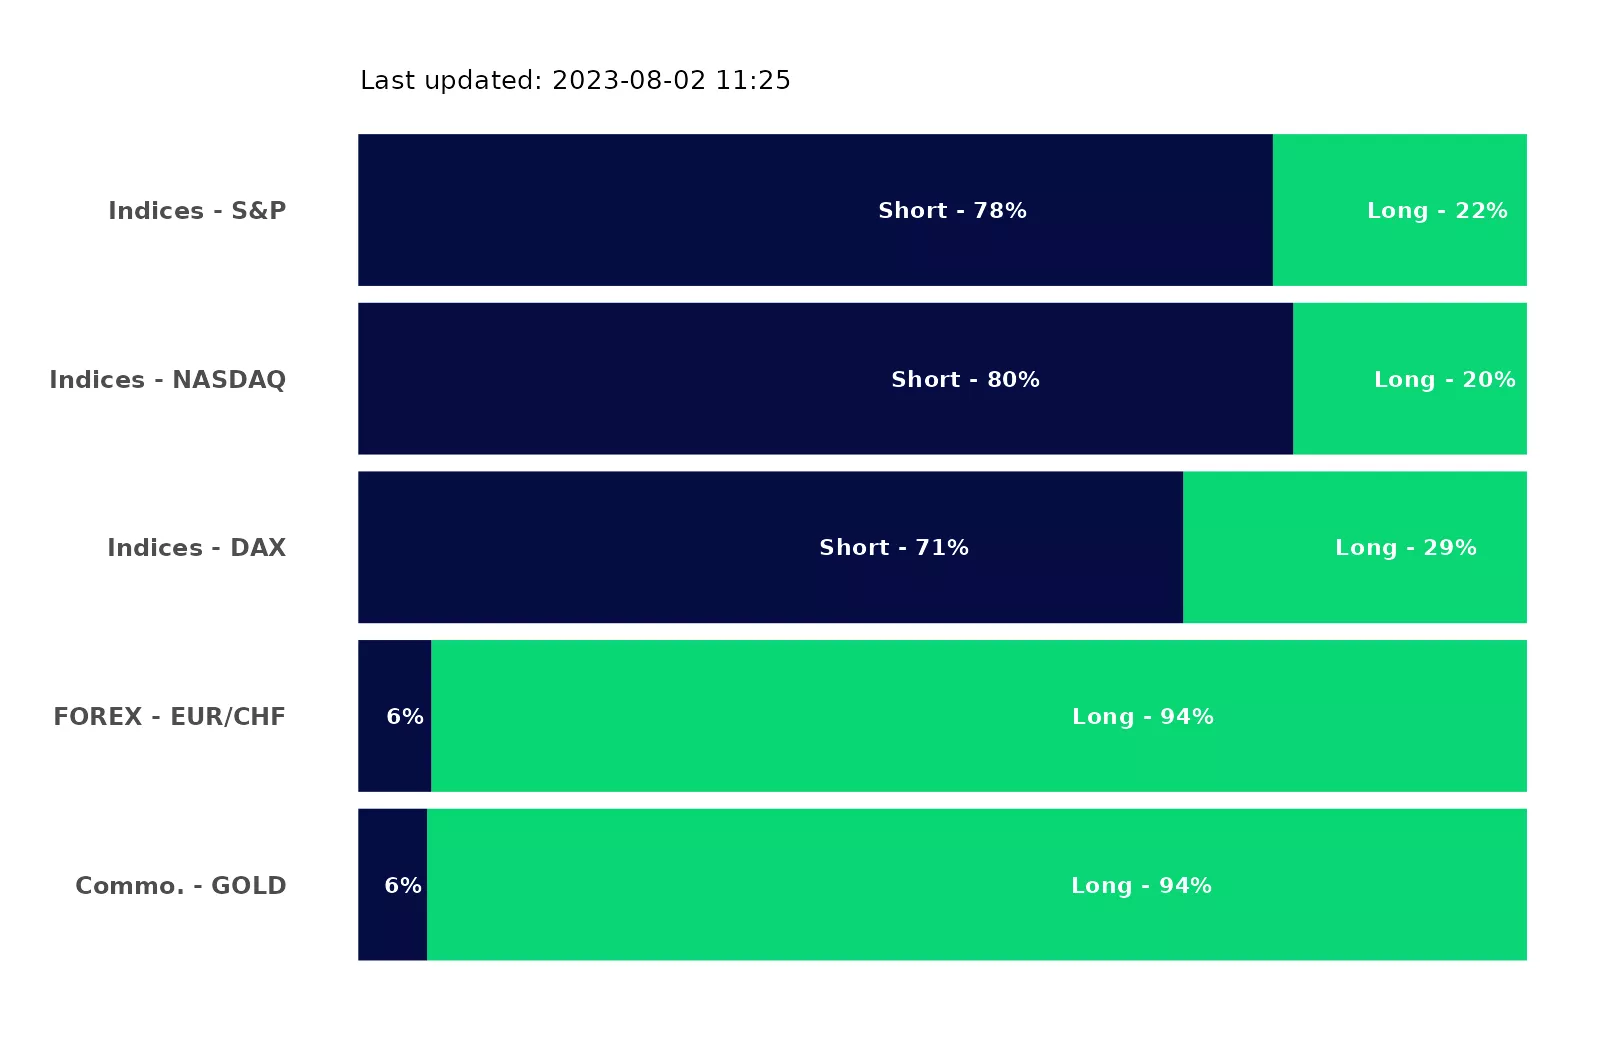 Last updated: 2023-08-02 11:25
Indices - S&P Short - 78% Long - 22%
Indices - NASDAQ Short - 80% Long - 20%
Indices - DAX Short - 71% Long - 29%
FOREX - EUR/CHF 6% Long - 94%
Commo. - GOLD 6% Long - 94%